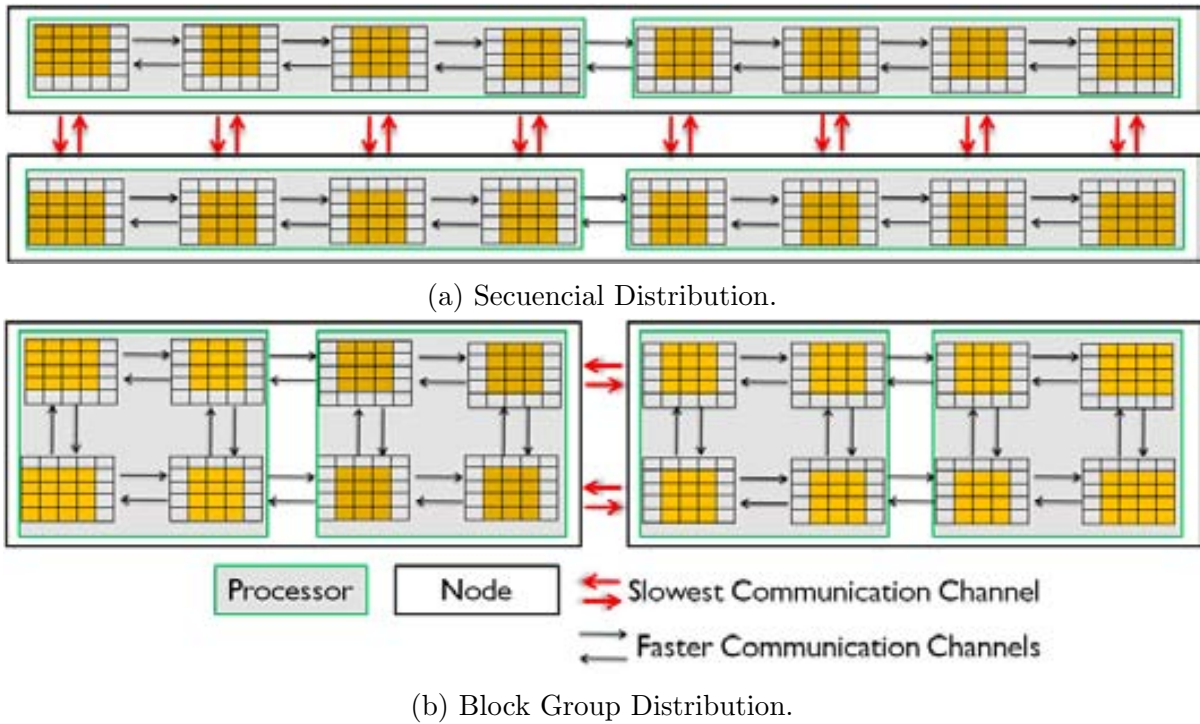 (a) Secuencial Distribution.
Processor
Node
Slowest Communication Channel
Faster Communication Channels
(b) Block Group Distribution.